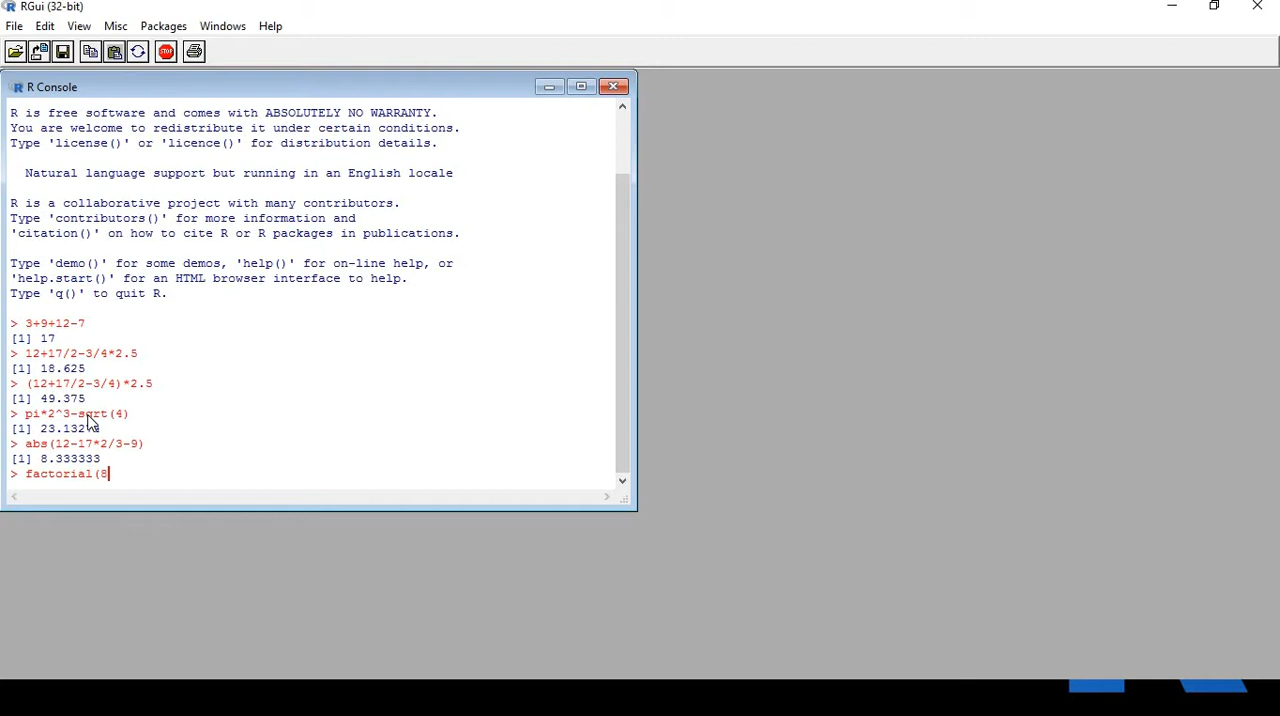 RGui (32-bit)
File Edit View Misc Packages Windows Help
STOP
R Console
R is free software and comes with ABSOLUTELY NO WARRANTY.
You are welcome to redistribute it under certain conditions.
Type 'license()' or 'licence()' for distribution details.
Natural language support but running in an English locale
R is a collaborative project with many contributors.
Type 'contributors()' for more information and
'citation()' on how to cite R or R packages in publications.
Type 'demo()' for some demos, 'help()' for on-line help, or
'help.start()' for an HTML browser interface to help.
Type 'q()' to quit R.
> 3+9+12-7
[1] 17
> 12+17/2-3/4*2.5
[1] 18.625
> (12+17/2-3/4)*2.5
[1] 49.375
> pi*2^3-sqrt(4)
[1]
> abs(12-17*2/3-9)
[1] 8.333333
> factorial(8